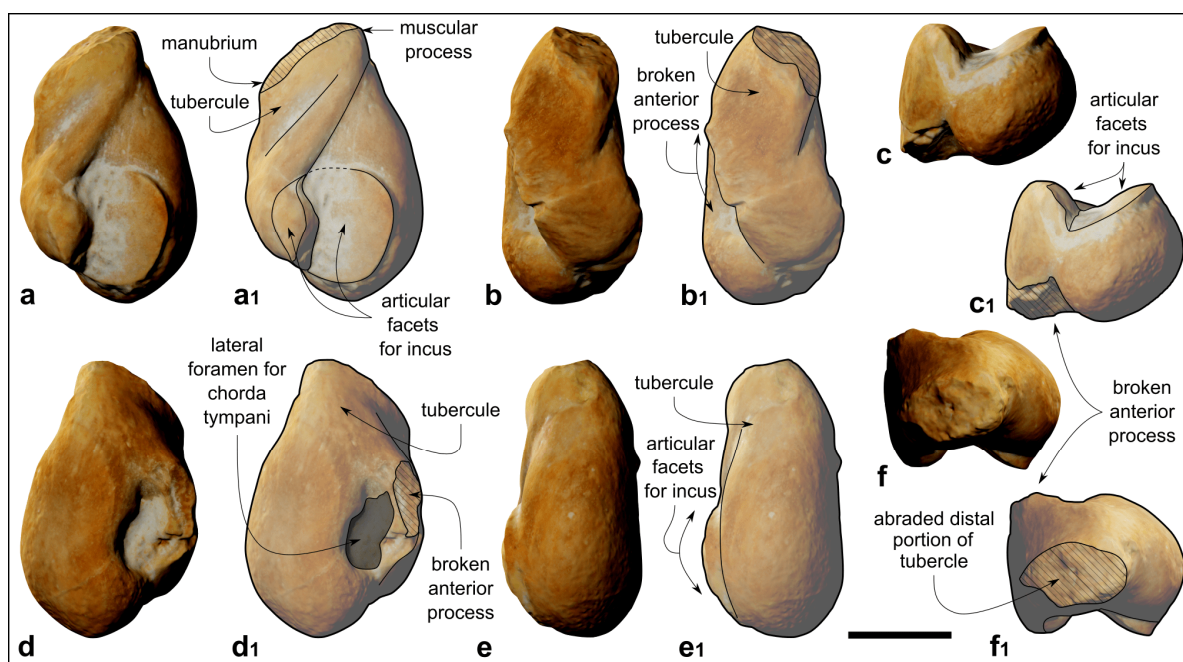 manubrium
tubercule
muscular
process
a
a1
articular
facets
for incus
tubercule
broken
anterior
process
b
b1
c
articular
facets
for incus
c1
broken
anterior
process
lateral
foramen for
chorda
tympani
tubercule
broken
anterior
process
d
d1
tubercule
articular
facets
for incus
e
e1
f
abraded distal
portion of
tubercle
f1